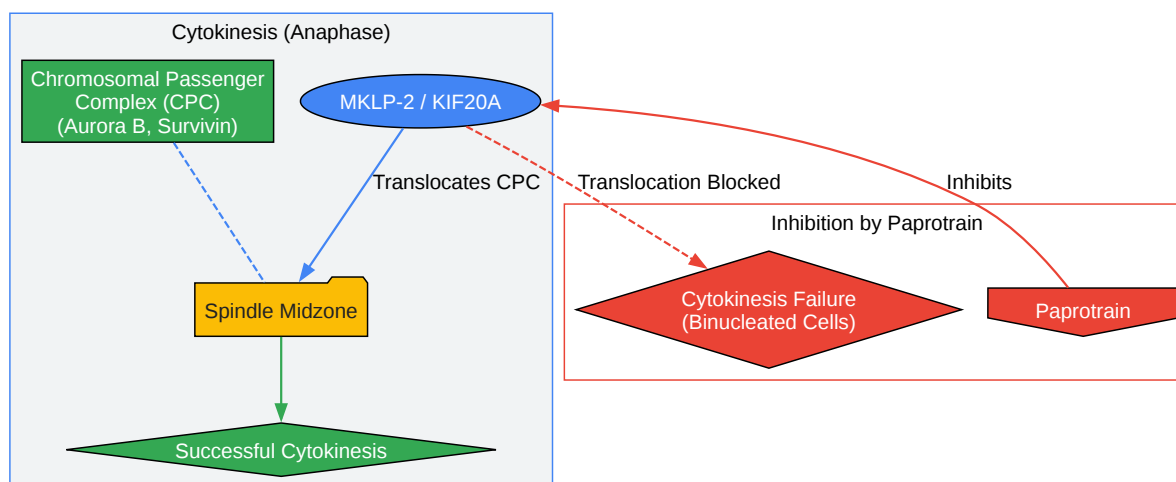 Cytokinesis (Anaphase)
Chromosomal Passenger
Complex (CPC)
(Aurora B, Survivin)
MKLP-2 / KIF20A
Translocates CPC
Translocation Blocked
Inhibits
Inhibition by Paprotrain
Spindle Midzone
Cytokinesis Failure
(Binucleated Cells)
Paprotrain
Successful Cytokinesis